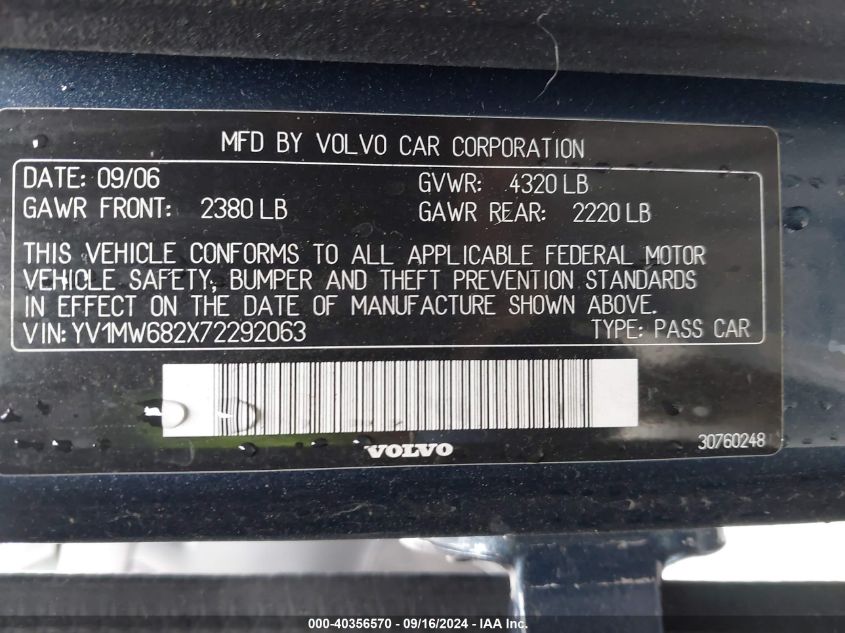 MFD BY VOLVO CAR CORPORATION
DATE: 09/06 GVWR: 4320 LB
GAWR FRONT: 2380 LB GAWR REAR: 2220 LB
THIS VEHICLE CONFORMS TO ALL APPLICABLE FEDERAL MOTOR
VEHICLE SAFETY, BUMPER AND THEFT PREVENTION STANDARDS
IN EFFECT ON THE DATE OF MANUFACTURE SHOWN ABOVE.
VIN: YV1MW682X72292063 TYPE: PASS CAR
VOLVO
30760248
000-40356570 - 09/16/2024 - IAA Inc.